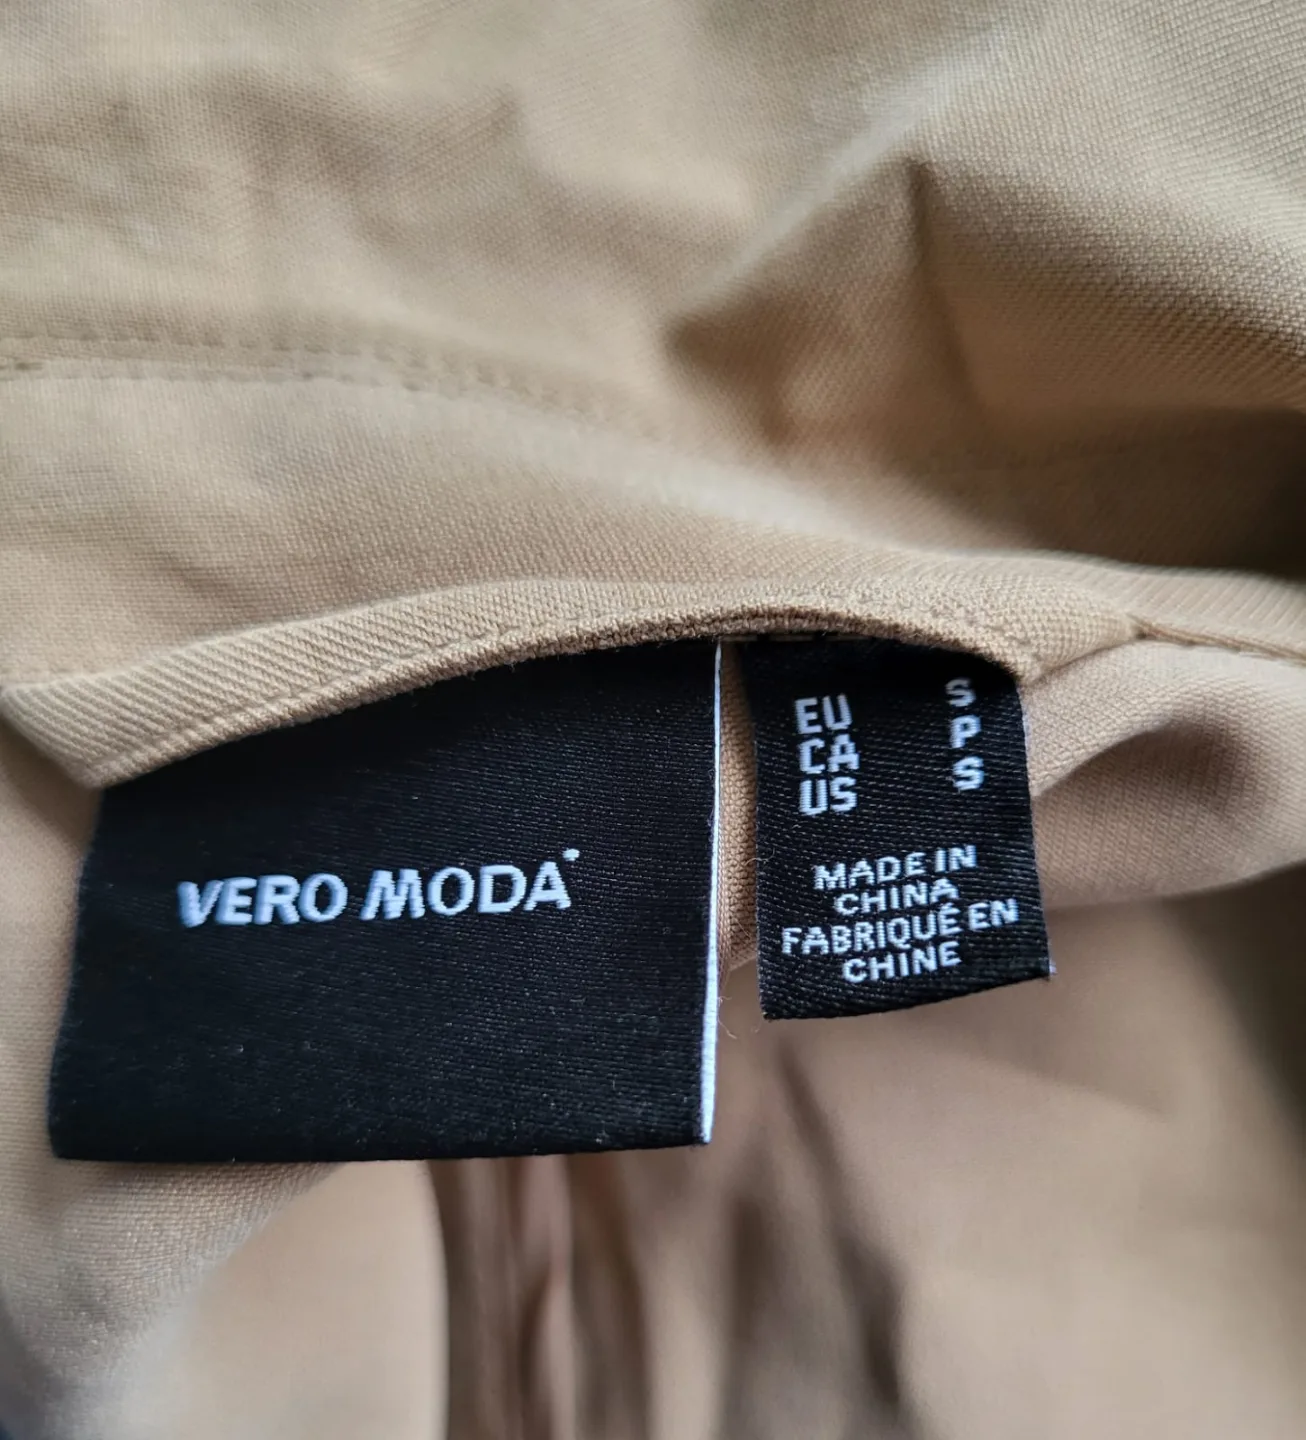 VERO MODA
EU S
CA P
US S
MADE IN
CHINA
FABRIQUÉ EN
CHINE